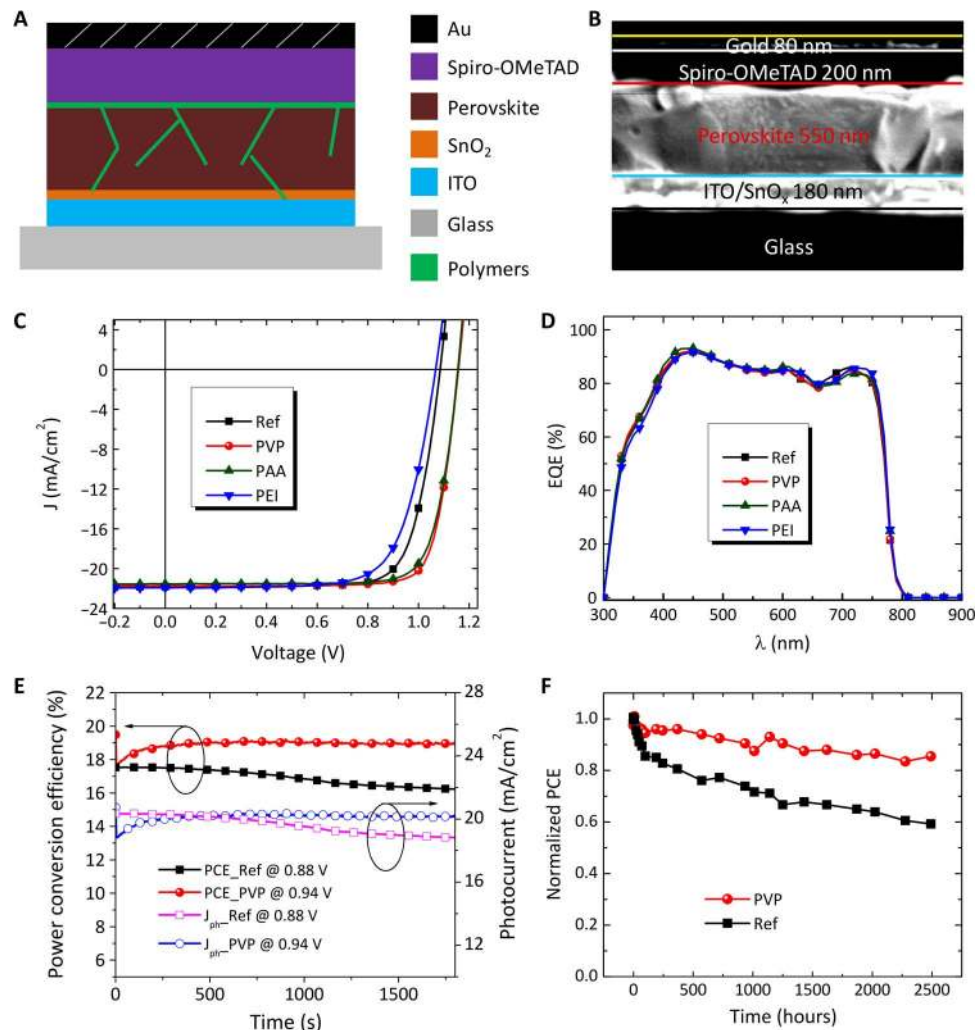 A
Au
Spiro-OMeTAD
Perovskite
SnO₂
ITO
Glass
Polymers
B
Gold 80 nm
Spiro-OMeTAD 200 nm
Perovskite 550 nm
ITO/SnOₓ 180 nm
Glass
C
4
0
−4
−8
−12
−16
−20
−24
J (mA/cm²)
Ref
PVP
PAA
PEI
−0.2 0.0 0.2 0.4 0.6 0.8 1.0 1.2
Voltage (V)
D
100
80
60
40
20
0
EQE (%)
Ref
PVP
PAA
PEI
300 400 500 600 700 800 900
λ (nm)
E
22
20
18
16
14
12
10
8
6
Power conversion efficiency (%)
28
24
20
16
12
Photocurrent (mA/cm²)
PCE_Ref @ 0.88 V
PCE_PVP @ 0.94 V
Jₚₕ_Ref @ 0.88 V
Jₚₕ_PVP @ 0.94 V
0 500 1000 1500
Time (s)
F
1.0
0.8
0.6
0.4
0.2
0.0
Normalized PCE
PVP
Ref
0 500 1000 1500 2000 2500
Time (hours)